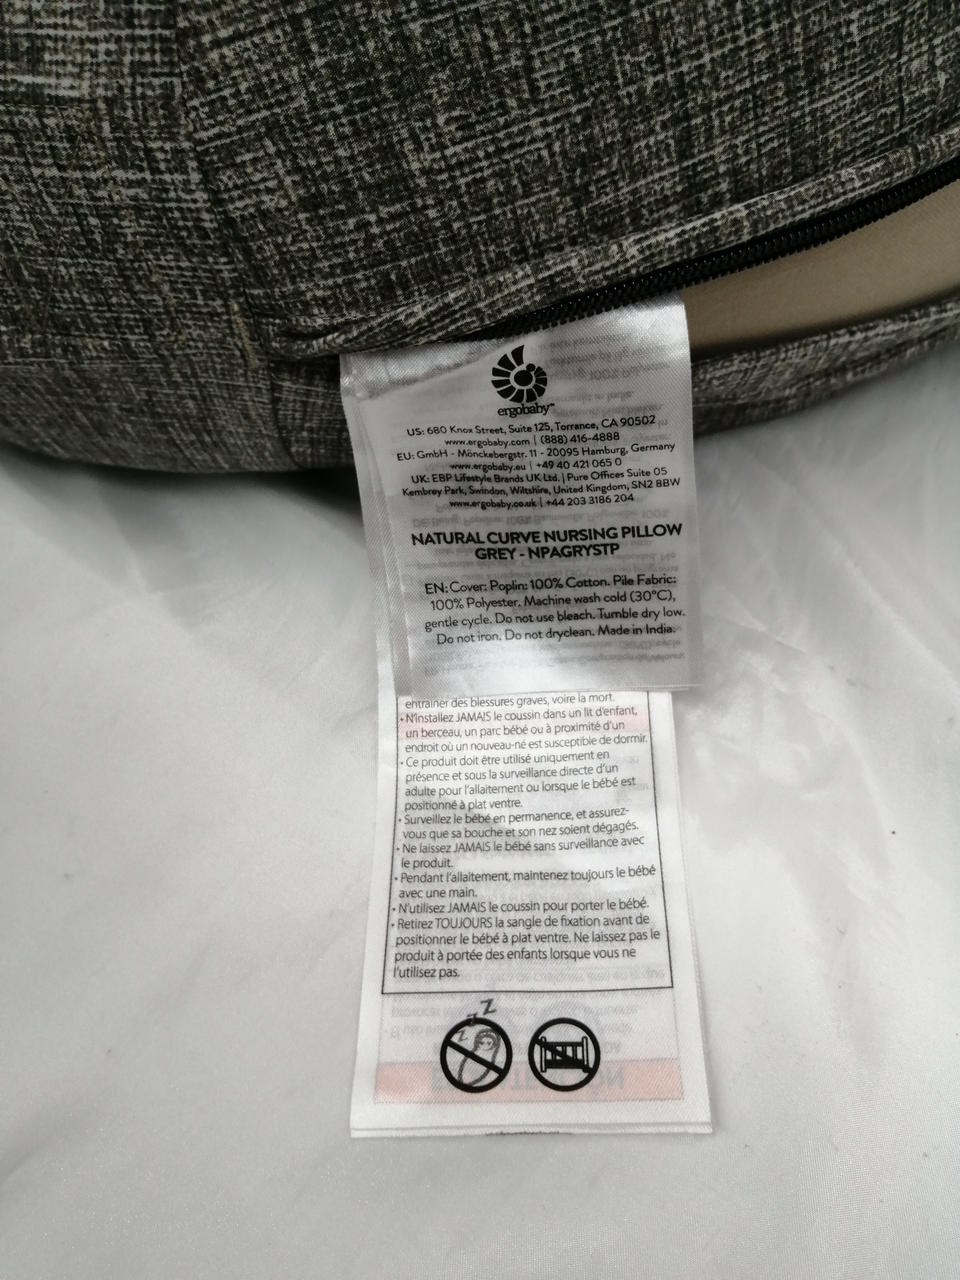 ergobaby™
US: 680 Knox Street, Suite 125, Torrance, CA 90502
www.ergobaby.com | (888) 416-4888
EU: GmbH - Mönckebergstr. 11 - 20095 Hamburg, Germany
www.ergobaby.eu | +49 40 421 065 0
UK: EBP Lifestyle Brands UK Ltd. | Pure Offices Suite 05
Kembrey Park, Swindon, Wiltshire, United Kingdom, SN2 8BW
www.ergobaby.co.uk | +44 203 3186 204
NATURAL CURVE NURSING PILLOW
GREY - NPAGRYSTP
EN: Cover: Poplin: 100% Cotton. Pile Fabric:
100% Polyester. Machine wash cold (30°C),
gentle cycle. Do not use bleach. Tumble dry low.
Do not iron. Do not dryclean. Made in India.
entraîner des blessures graves, voire la mort.
• N'installez JAMAIS le coussin dans un lit d'enfant,
un berceau, un parc bébé ou à proximité d'un
endroit où un nouveau-né est susceptible de dormir.
• Ce produit doit être utilisé uniquement en
présence et sous la surveillance directe d'un
adulte pour l'allaitement ou lorsque le bébé est
positionné à plat ventre.
• Surveillez le bébé en permanence, et assurez-
vous que sa bouche et son nez soient dégagés.
• Ne laissez JAMAIS le bébé sans surveillance avec
le produit.
• Pendant l'allaitement, maintenez toujours le bébé
avec une main.
• N'utilisez JAMAIS le coussin pour porter le bébé.
• Retirez TOUJOURS la sangle de fixation avant de
positionner le bébé à plat ventre. Ne laissez pas le
produit à portée des enfants lorsque vous ne
l'utilisez pas.
z z Z